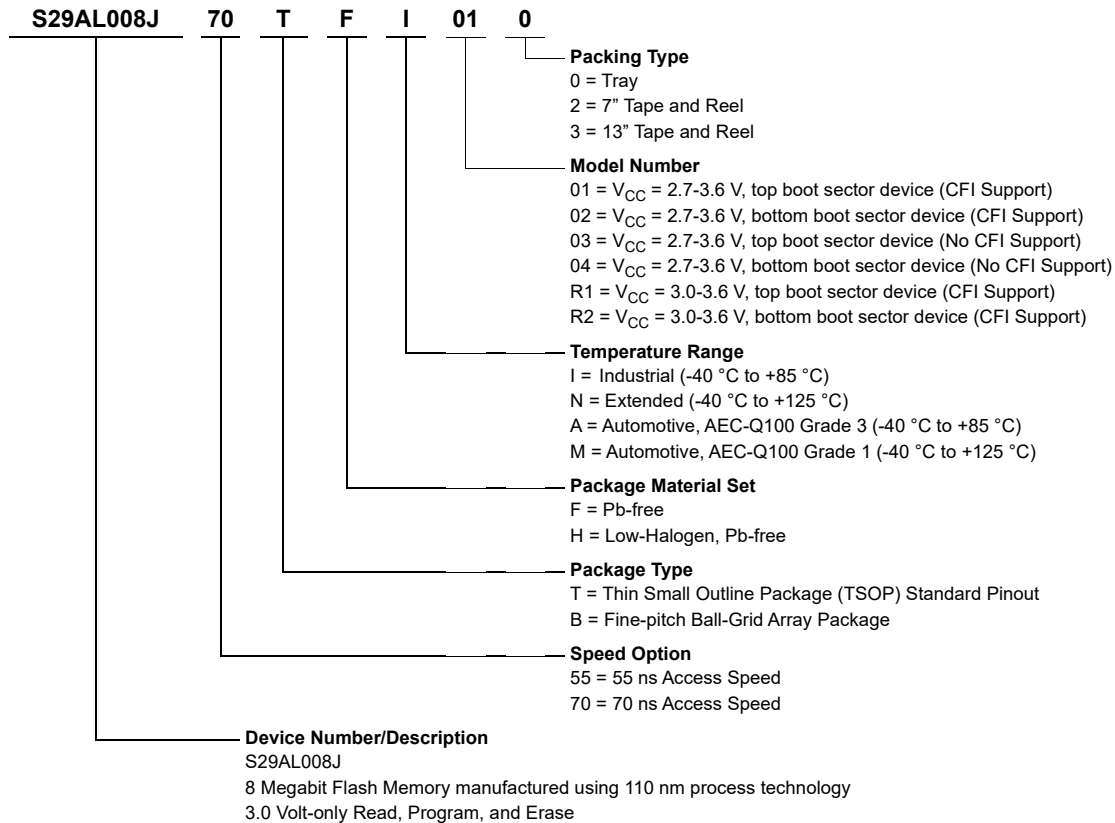 S29AL008J 70 T F I 01 0
Packing Type
0 = Tray
2 = 7” Tape and Reel
3 = 13” Tape and Reel
Model Number
01 = VCC = 2.7-3.6 V, top boot sector device (CFI Support)
02 = VCC = 2.7-3.6 V, bottom boot sector device (CFI Support)
03 = VCC = 2.7-3.6 V, top boot sector device (No CFI Support)
04 = VCC = 2.7-3.6 V, bottom boot sector device (No CFI Support)
R1 = VCC = 3.0-3.6 V, top boot sector device (CFI Support)
R2 = VCC = 3.0-3.6 V, bottom boot sector device (CFI Support)
Temperature Range
I = Industrial (-40 °C to +85 °C)
N = Extended (-40 °C to +125 °C)
A = Automotive, AEC-Q100 Grade 3 (-40 °C to +85 °C)
M = Automotive, AEC-Q100 Grade 1 (-40 °C to +125 °C)
Package Material Set
F = Pb-free
H = Low-Halogen, Pb-free
Package Type
T = Thin Small Outline Package (TSOP) Standard Pinout
B = Fine-pitch Ball-Grid Array Package
Speed Option
55 = 55 ns Access Speed
70 = 70 ns Access Speed
Device Number/Description
S29AL008J
8 Megabit Flash Memory manufactured using 110 nm process technology
3.0 Volt-only Read, Program, and Erase